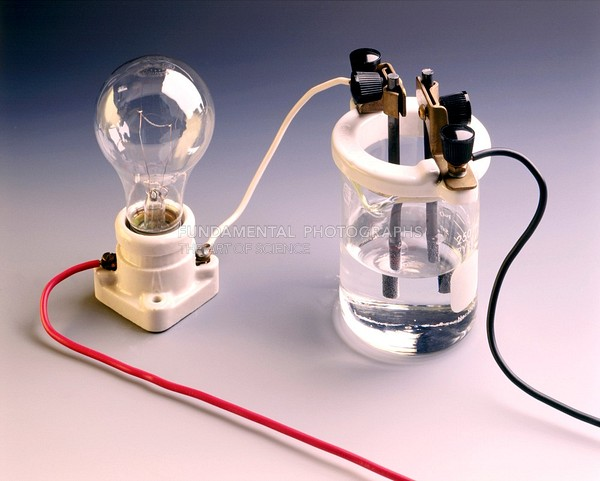 FUNDAMENTAL PHOTOGRAPHS
THE ART OF SCIENCE